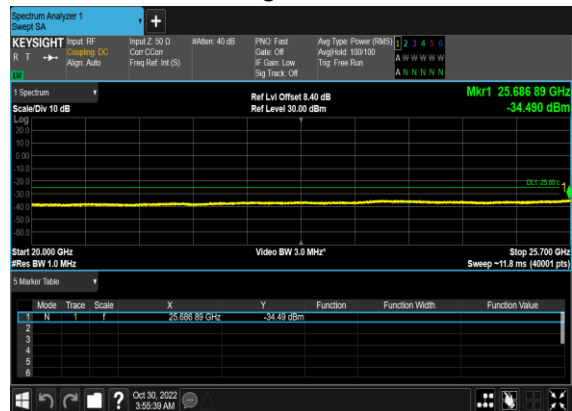 Spectrum Analyzer 1
Swept SA
KEYSIGHT Input: RF Input Z: 50 Ω #Atten: 40 dB PNO: Fast Avg Type: Power (RMS) 1 2 3 4 5 6
R T Coupling: DC Corr CCorr Gate: Off Avg|Hold: 100/100 A W W W W W
Align: Auto Freq Ref: Int (S) IF Gain: Low Trig: Free Run
LXI Sig Track: Off A N N N N N
1 Spectrum Ref Lvl Offset 8.40 dB Mkr1 25.686 89 GHz
Scale/Div 10 dB Ref Level 30.00 dBm -34.490 dBm
Log
20.0
10.0
0.00
-10.0
-20.0
DL1 -25.00 1
-30.0
-40.0
-50.0
-60.0
Start 20.000 GHz Video BW 3.0 MHz* Stop 25.700 GHz
#Res BW 1.0 MHz Sweep ~11.8 ms (40001 pts)
5 Marker Table
Mode Trace Scale X Y Function Function Width Function Value
1 N 1 f 25.686 89 GHz -34.49 dBm
2
3
4
5
6
? Oct 30, 2022
3:55:39 AM